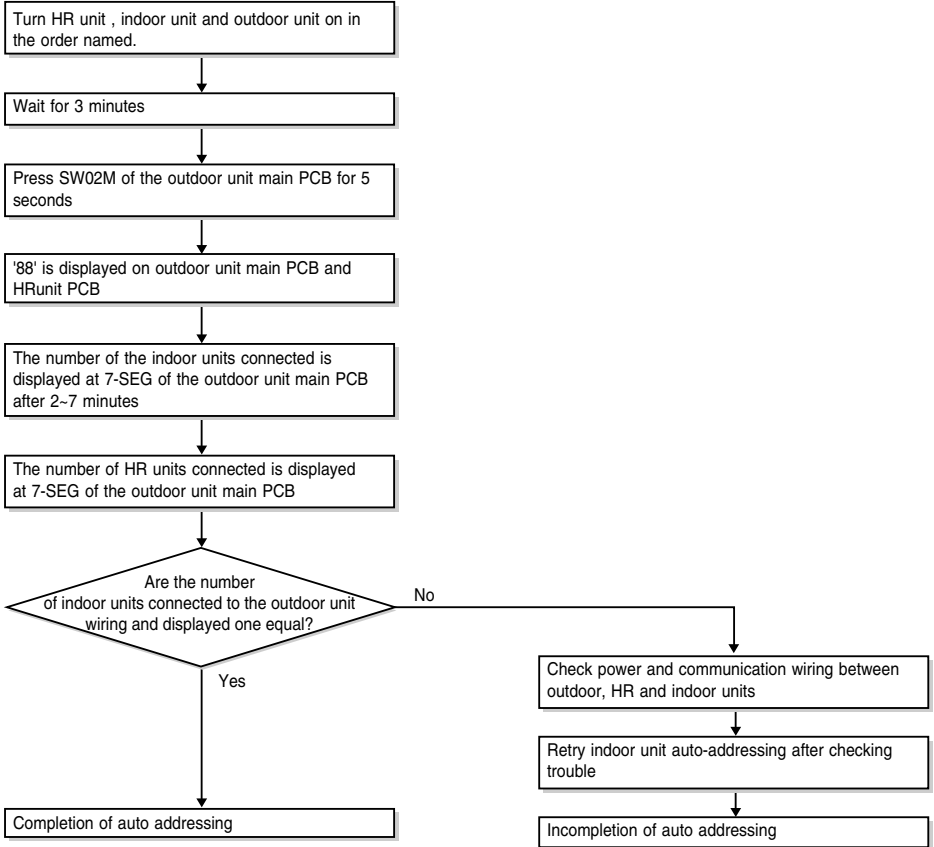 Turn HR unit , indoor unit and outdoor unit on in
the order named.
Wait for 3 minutes
Press SW02M of the outdoor unit main PCB for 5
seconds
'88' is displayed on outdoor unit main PCB and
HRunit PCB
The number of the indoor units connected is
displayed at 7-SEG of the outdoor unit main PCB
after 2~7 minutes
The number of HR units connected is displayed
at 7-SEG of the outdoor unit main PCB
Are the number
of indoor units connected to the outdoor unit
wiring and displayed one equal?
No
Yes
Check power and communication wiring between
outdoor, HR and indoor units
Retry indoor unit auto-addressing after checking
trouble
Completion of auto addressing
Incompletion of auto addressing